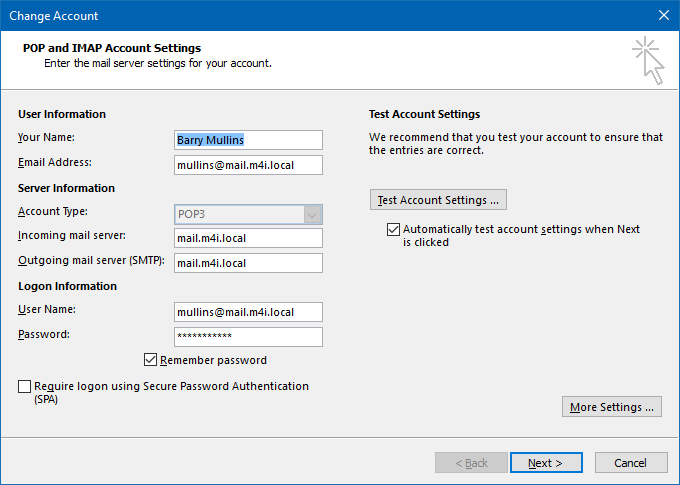 Change Account
POP and IMAP Account Settings
Enter the mail server settings for your account.
User Information
Your Name:
Barry Mullins
Email Address:
mullins@mail.m4i.local
Server Information
Account Type:
POP3
Incoming mail server:
mail.m4i.local
Outgoing mail server (SMTP):
mail.m4i.local
Logon Information
User Name:
mullins@mail.m4i.local
Password:
***********
Remember password
Require logon using Secure Password Authentication
(SPA)
Test Account Settings
We recommend that you test your account to ensure that
the entries are correct.
Test Account Settings ...
Automatically test account settings when Next
is clicked
More Settings ...
< Back
Next >
Cancel